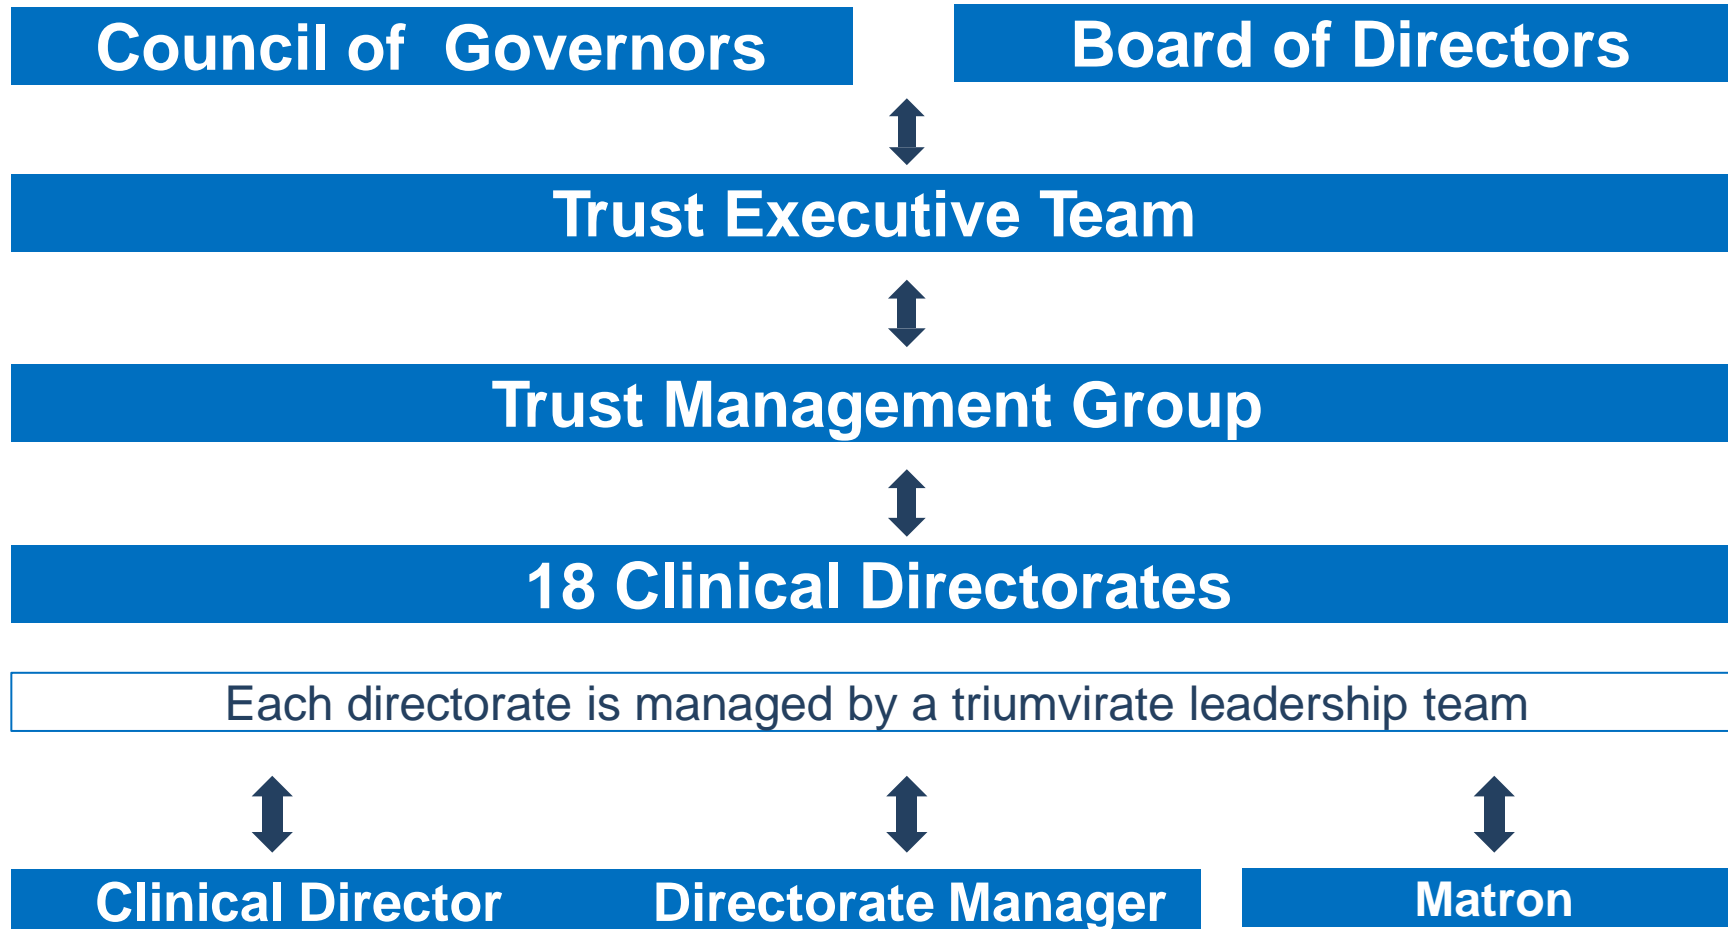 Council of  Governors
Board of Directors
Trust Executive Team
Trust Management Group
18 Clinical Directorates
Each directorate is managed by a triumvirate leadership team
Clinical Director
Directorate Manager
Matron